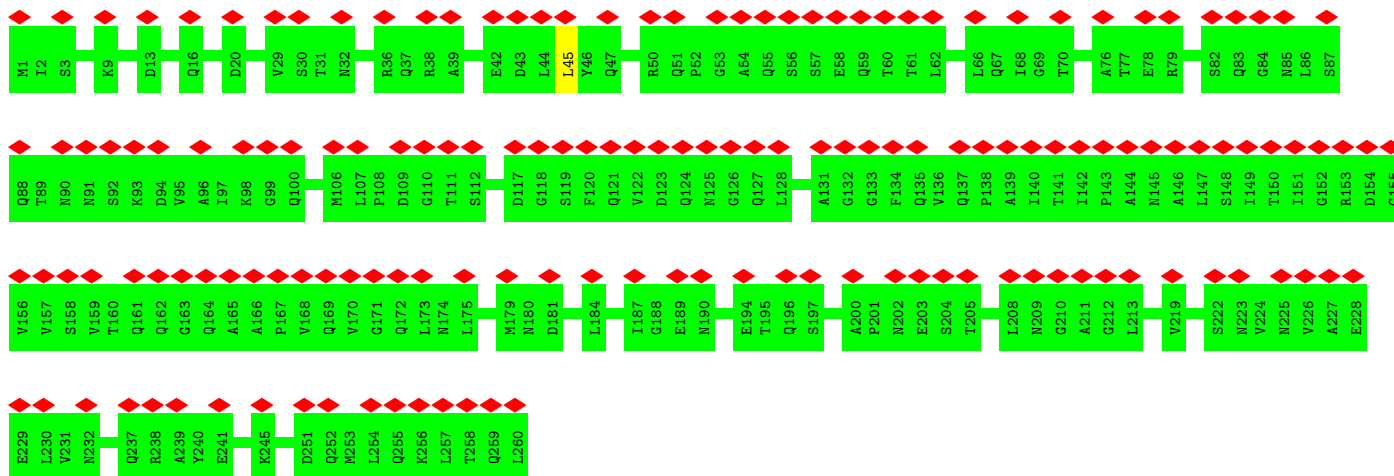 M1 I2 S3 K9 D13 Q16 D20 V29 S30 T31 N32 R36 Q37 R38 A39 E42 D43 L44 L45 Y46 Q47 R50 Q51 P52 G53 A54 Q55 S56 S57 E58 Q59 T60 T61 L62 L66 Q67 I68 G69 T70 A76 T77 E78 R79 S82 Q83 G84 N85 L86 S87
Q88 T89 N90 N91 S92 K93 D94 V95 A96 I97 K98 G99 Q100 M106 L107 P108 D109 G110 T111 S112 D117 G118 S119 F120 Q121 V122 D123 Q124 N125 G126 Q127 L128 A131 G132 G133 F134 Q135 V136 Q137 P138 A139 I140 T141 I142 P143 A144 N145 A146 L147 S148 I149 T150 I151 G152 R153 D154 G155
V156 V157 S158 V159 T160 Q161 Q162 G163 Q164 A165 A166 P167 V168 Q169 V170 G171 Q172 L173 N174 L175 M179 N180 D181 L184 I187 G188 E189 N190 E194 T195 Q196 S197 A200 P201 N202 E203 S204 T205 L208 N209 G210 A211 G212 L213 V219 S222 N223 V224 N225 V226 A227 E228
E229 L230 V231 N232 Q237 R238 A239 Y240 E241 K245 D251 Q252 M253 L254 Q255 K256 L257 T258 Q259 L260